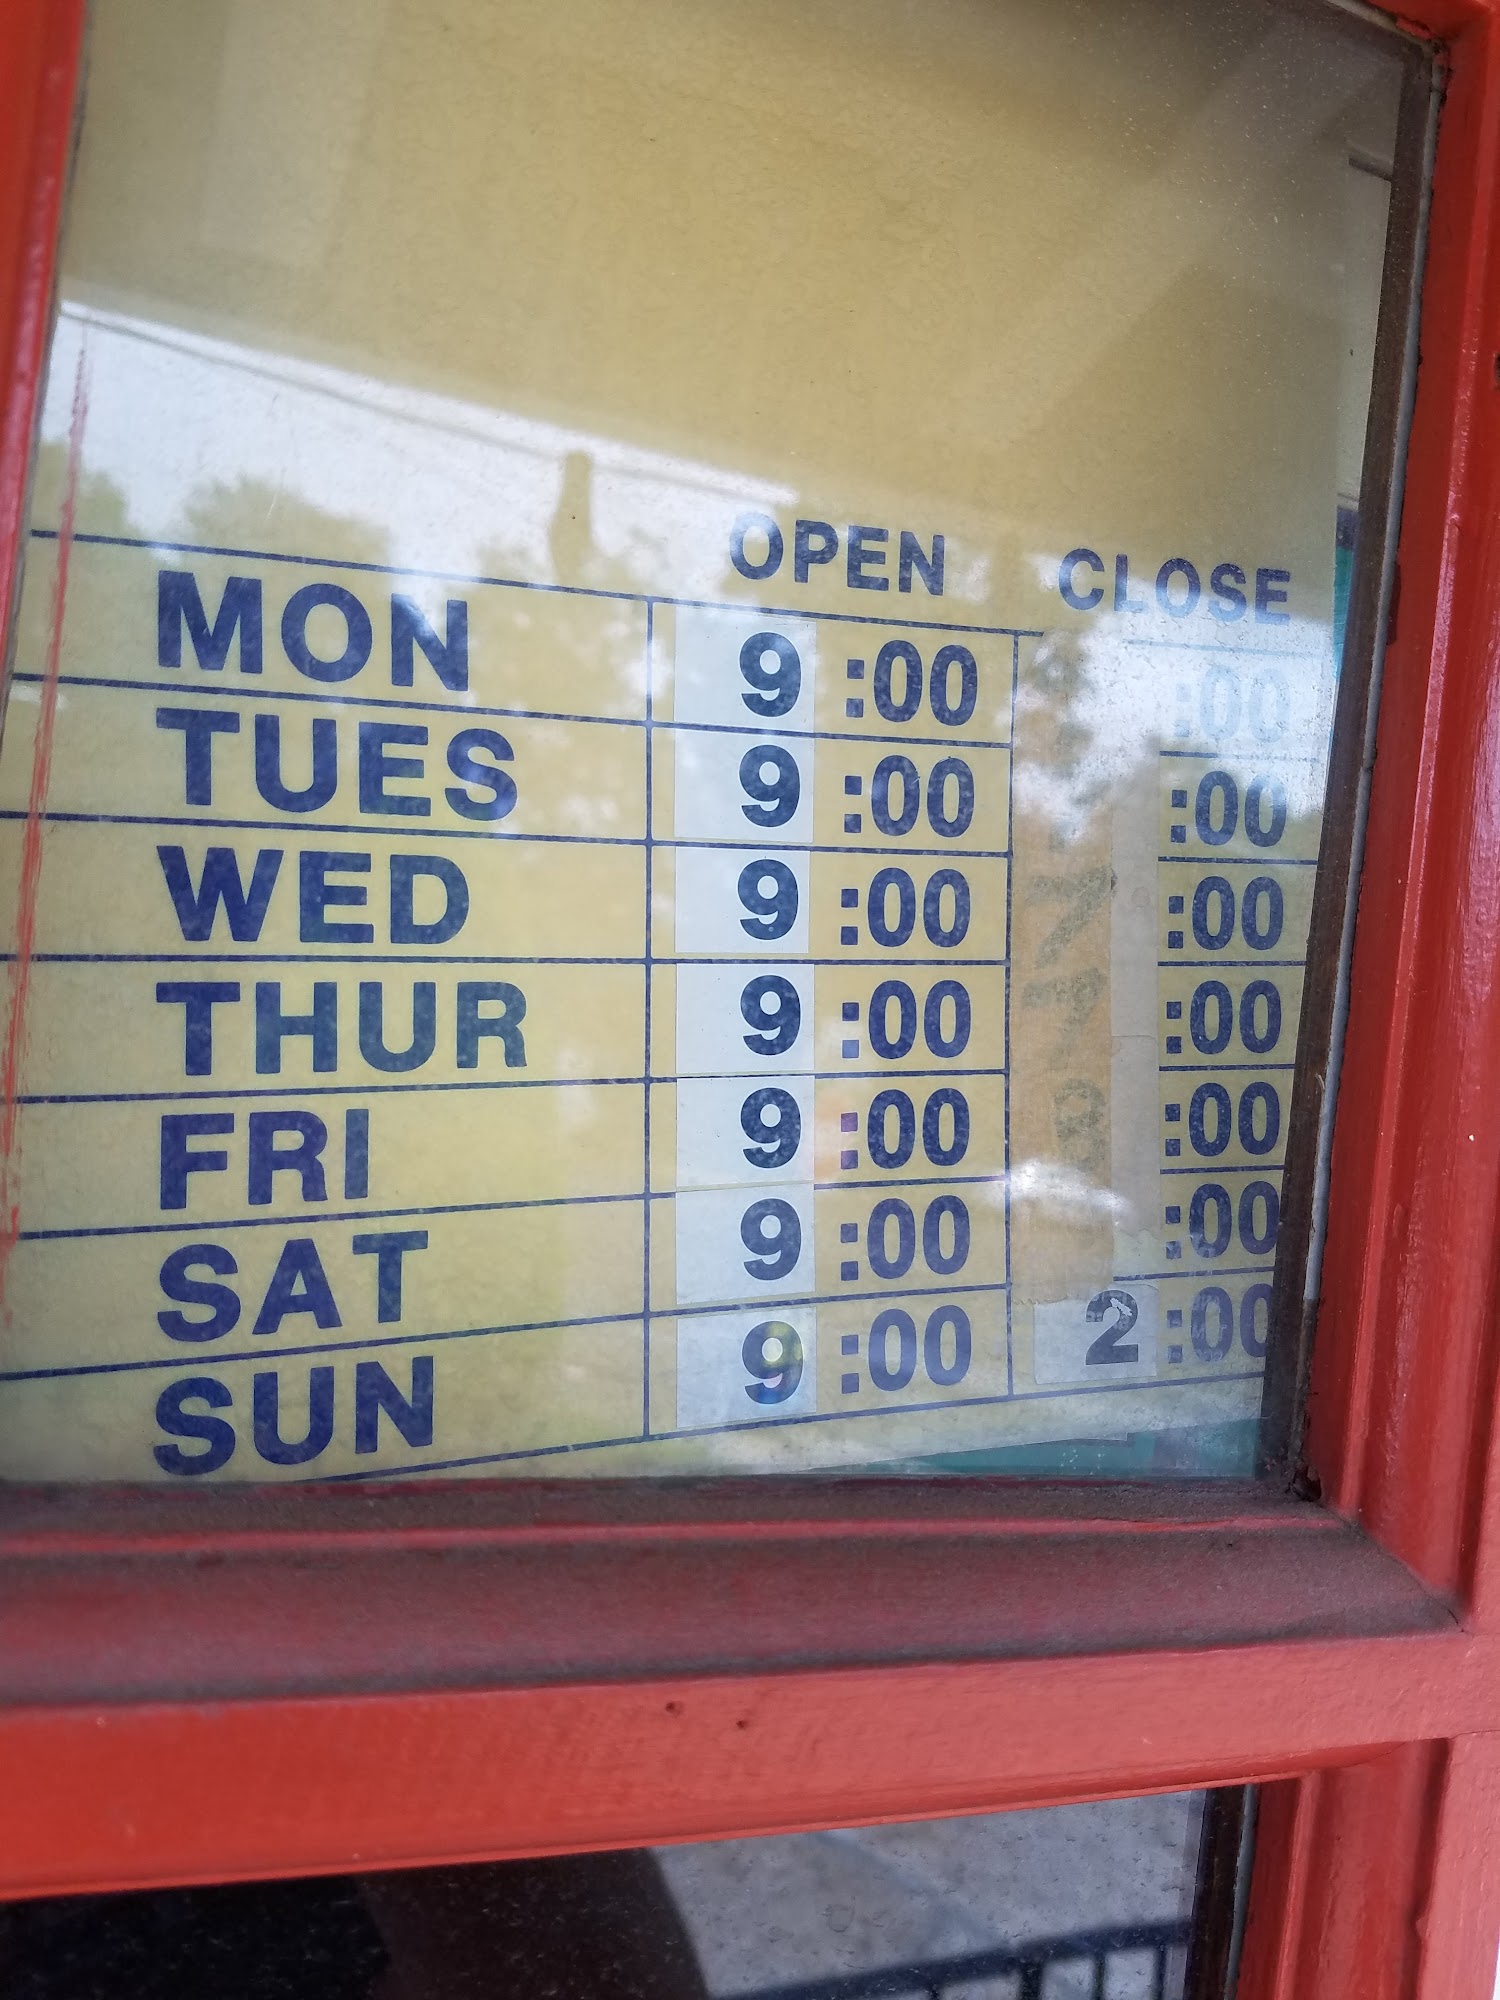 OPEN CLOSE
MON 9:00 :00
TUES 9:00 :00
WED 9:00 :00
THUR 9:00 :00
FRI 9:00 :00
SAT 9:00 :00
SUN 9:00 2:00